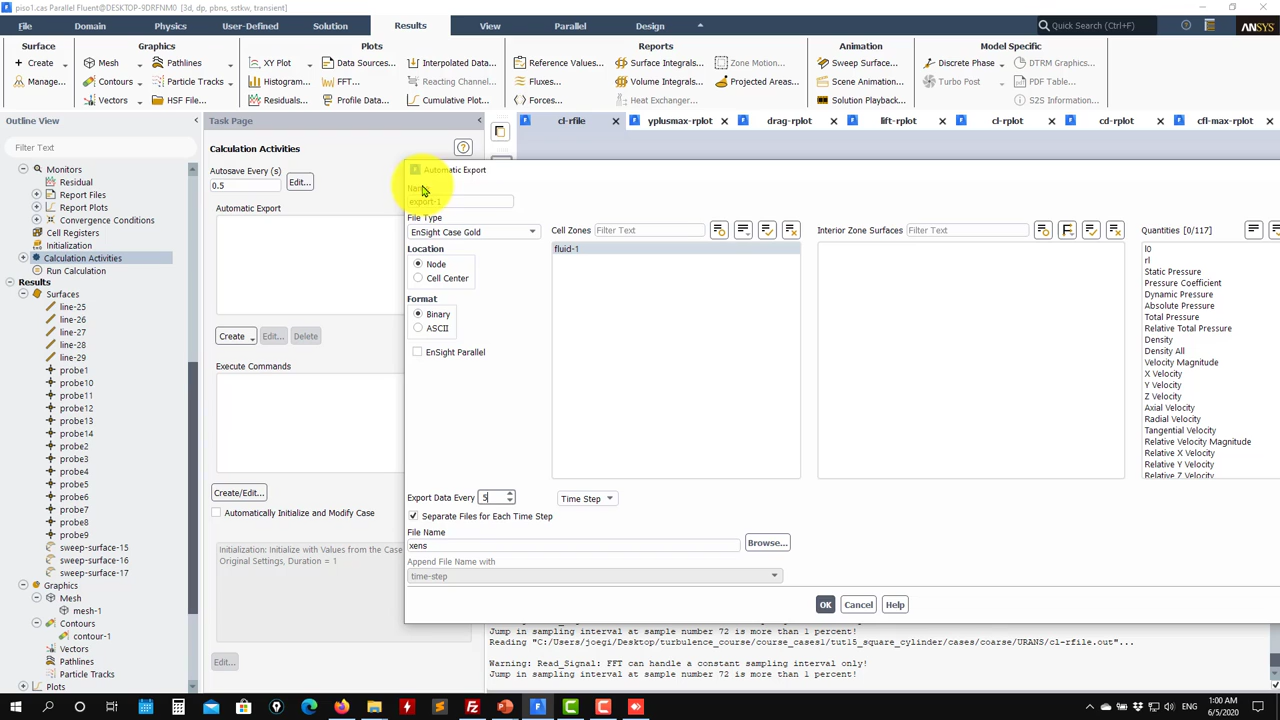 piso1.cas Parallel Fluent@DESKTOP-9DRFNM0 [3d, dp, pbns, sstkw, transient]
File Domain Physics User-Defined Solution Results View Parallel Design Quick Search (Ctrl+F) ANSYS
Surface Graphics Plots Reports Animation Model Specific
Create Mesh Pathlines XY Plot Data Sources... Interpolated Data... Reference Values... Surface Integrals... Zone Motion... Sweep Surface... Discrete Phase DTRM Graphics...
Manage... Contours Particle Tracks Histogram... FFT... Reacting Channel... Fluxes... Volume Integrals... Projected Areas... Scene Animation... Turbo Post PDF Table...
Vectors HSF File... Residuals... Profile Data... Cumulative Plot... Forces... Heat Exchanger... Solution Playback... S2S Information...
Outline View
Filter Text
Monitors
Residual
Report Files
Report Plots
Convergence Conditions
Cell Registers
Initialization
Calculation Activities
Run Calculation
Results
Surfaces
line-25
line-26
line-27
line-28
line-29
probe1
probe10
probe11
probe12
probe13
probe14
probe2
probe3
probe4
probe5
probe6
probe7
probe8
probe9
sweep-surface-15
sweep-surface-16
sweep-surface-17
Graphics
Mesh
mesh-1
Contours
contour-1
Vectors
Pathlines
Particle Tracks
Plots
Task Page
Calculation Activities
Autosave Every (s)
0.5 Edit...
Automatic Export
Create Edit... Delete
Execute Commands
Create/Edit...
Automatically Initialize and Modify Case
Initialization: Initialize with Values from the Case
Original Settings, Duration = 1
Edit...
cl-rfile yplusmax-rplot drag-rplot lift-rplot cl-rplot cd-rplot cfl-max-rplot
Automatic Export
Name
export-1
File Type
EnSight Case Gold
Location
Node
Cell Center
Format
Binary
ASCII
EnSight Parallel
Cell Zones Filter Text
fluid-1
Interior Zone Surfaces Filter Text
Quantities [0/117]
l0
rl
Static Pressure
Pressure Coefficient
Dynamic Pressure
Absolute Pressure
Total Pressure
Relative Total Pressure
Density
Density All
Velocity Magnitude
X Velocity
Y Velocity
Z Velocity
Axial Velocity
Radial Velocity
Tangential Velocity
Relative Velocity Magnitude
Relative X Velocity
Relative Y Velocity
Relative Z Velocity
Export Data Every 5 Time Step
Separate Files for Each Time Step
File Name
xens Browse...
Append File Name with
time-step
OK Cancel Help
Jump in sampling interval at sample number 72 is more than 1 percent!
Reading "C:/Users/joegi/Desktop/turbulence_course/course_cases1/tut15_square_cylinder/cases/coarse/URANS/cl-rfile.out"...
Warning: Read_Signal: FFT can handle a constant sampling interval only!
Jump in sampling interval at sample number 72 is more than 1 percent!
1:00 AM
6/5/2020